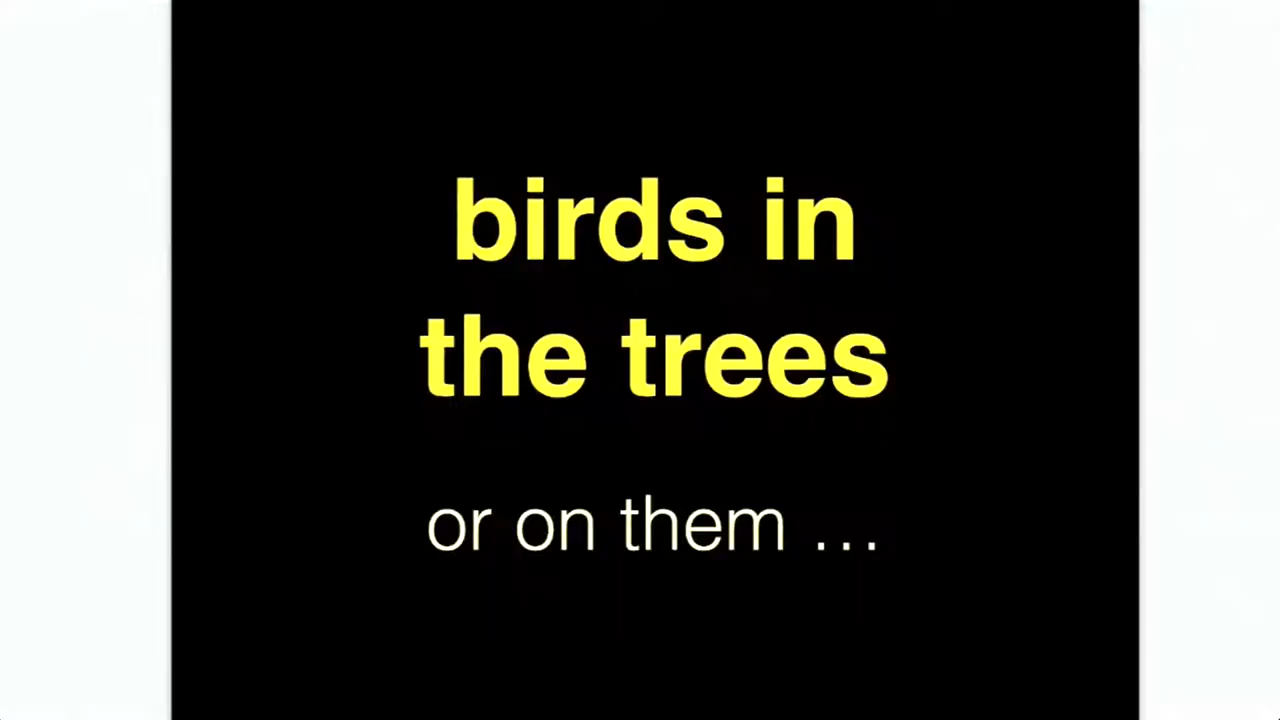 birds in
the trees
or on them …